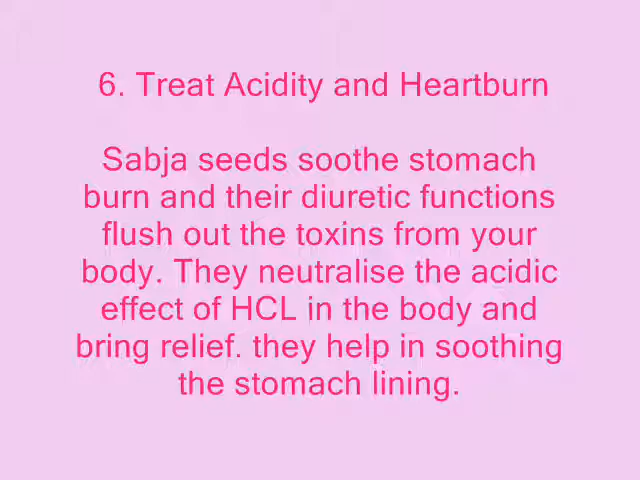 6. Treat Acidity and Heartburn
Sabja seeds soothe stomach
burn and their diuretic functions
flush out the toxins from your
body. They neutralise the acidic
effect of HCL in the body and
bring relief. they help in soothing
the stomach lining.